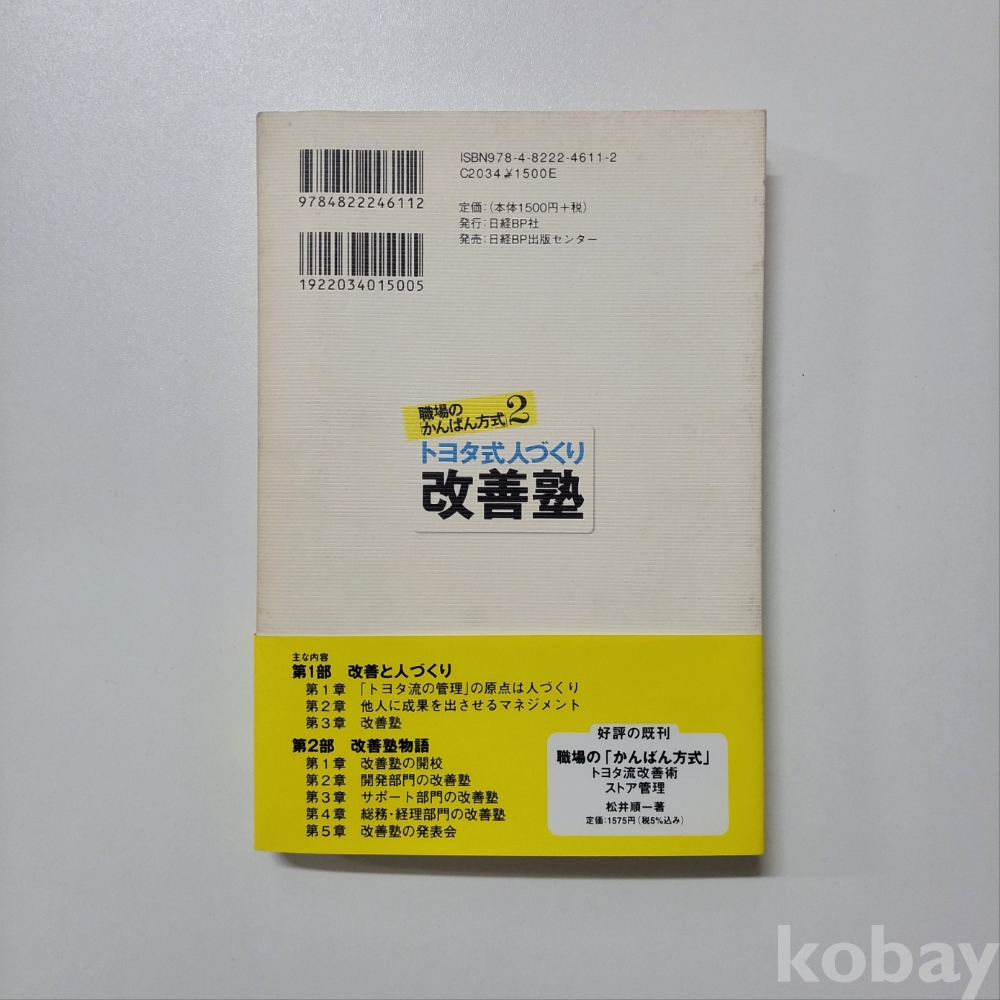 ISBN978-4-8222-4611-2
C2034 ¥1500E
9784822246112
定価：（本体1500円＋税）
発行：日経BP社
発売：日経BP出版センター
1922034015005
職場の
「かんばん方式」2
トヨタ式人づくり
改善塾
主な内容
第1部 改善と人づくり
第1章 「トヨタ流の管理」の原点は人づくり
第2章 他人に成果を出させるマネジメント
第3章 改善塾
第2部 改善塾物語
第1章 改善塾の開校
第2章 開発部門の改善塾
第3章 サポート部門の改善塾
第4章 総務・経理部門の改善塾
第5章 改善塾の発表会
好評の既刊
職場の「かんばん方式」
トヨタ流改善術
ストア管理
松井順一著
定価：1575円（税5％込み）
kobay